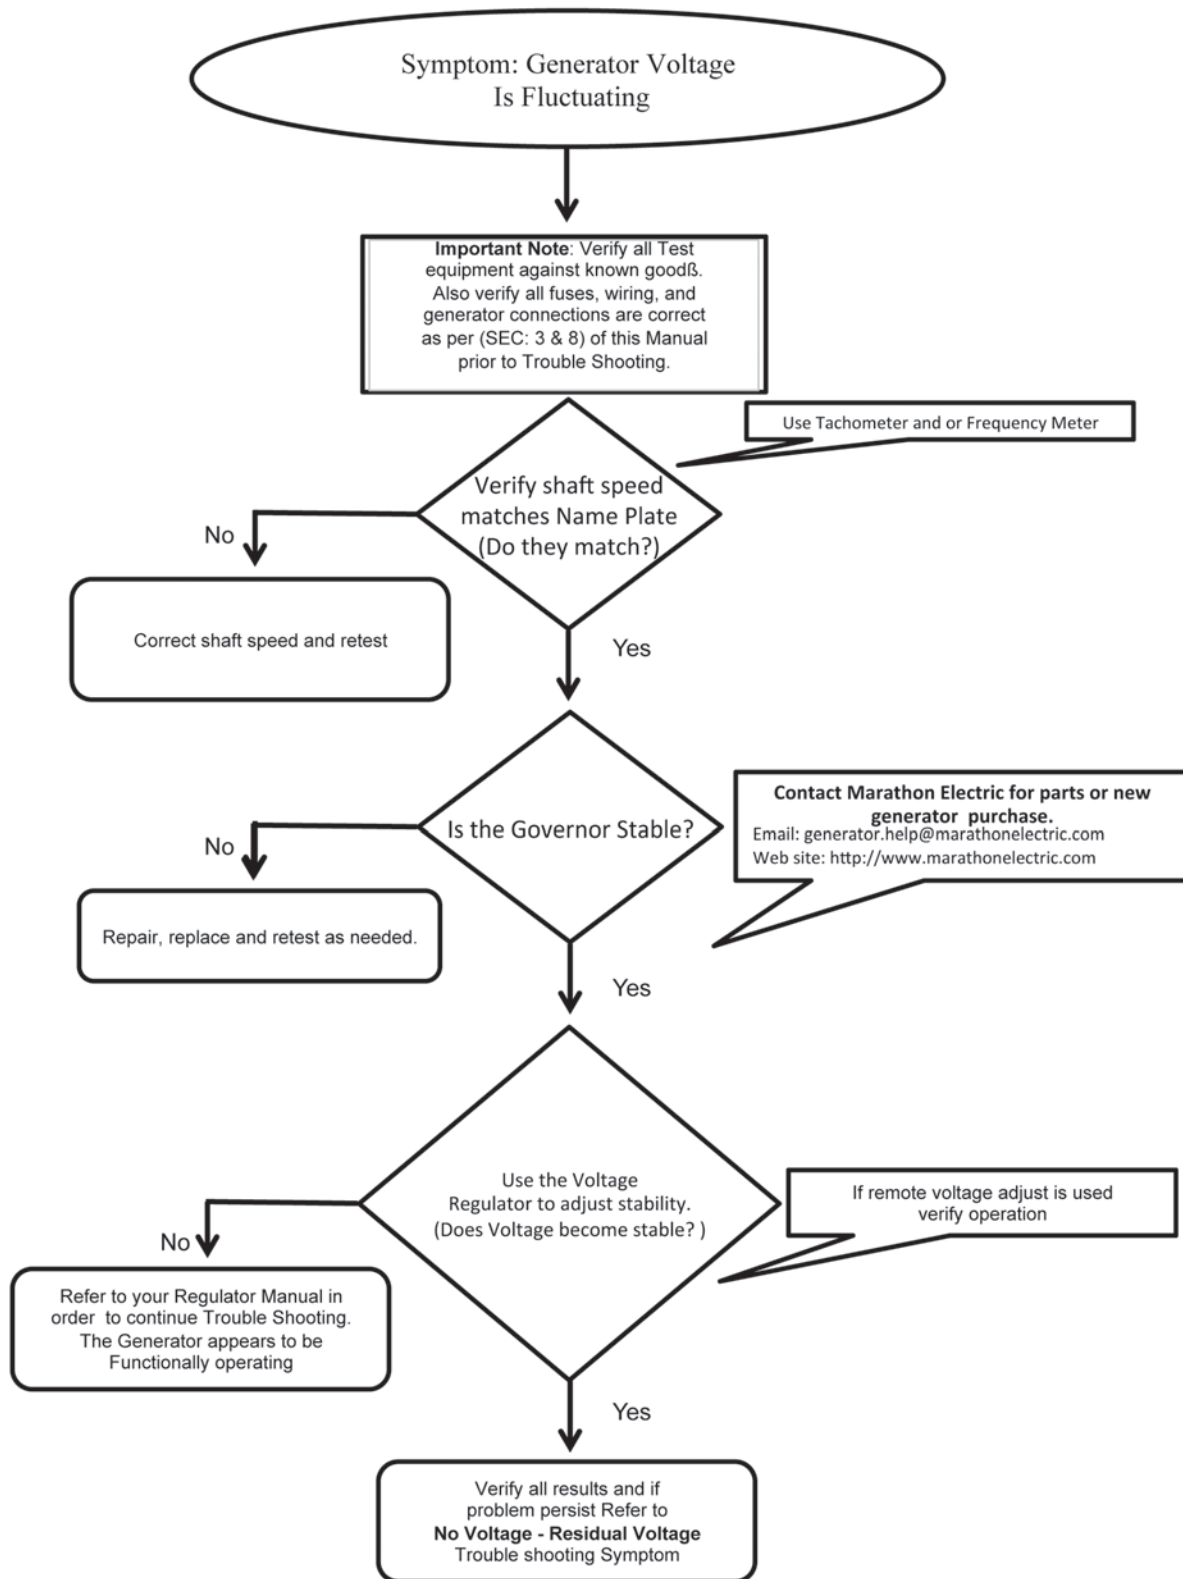 Symptom: Generator Voltage
Is Fluctuating
Important Note: Verify all Test
equipment against known goodß.
Also verify all fuses, wiring, and
generator connections are correct
as per (SEC: 3 & 8) of this Manual
prior to Trouble Shooting.
Use Tachometer and or Frequency Meter
Verify shaft speed
matches Name Plate
(Do they match?)
No
Correct shaft speed and retest
Yes
Is the Governor Stable?
Contact Marathon Electric for parts or new
generator purchase.
Email: generator.help@marathonelectric.com
Web site: http://www.marathonelectric.com
No
Repair, replace and retest as needed.
Yes
Use the Voltage
Regulator to adjust stability.
(Does Voltage become stable? )
If remote voltage adjust is used
verify operation
No
Refer to your Regulator Manual in
order to continue Trouble Shooting.
The Generator appears to be
Functionally operating
Yes
Verify all results and if
problem persist Refer to
No Voltage - Residual Voltage
Trouble shooting Symptom